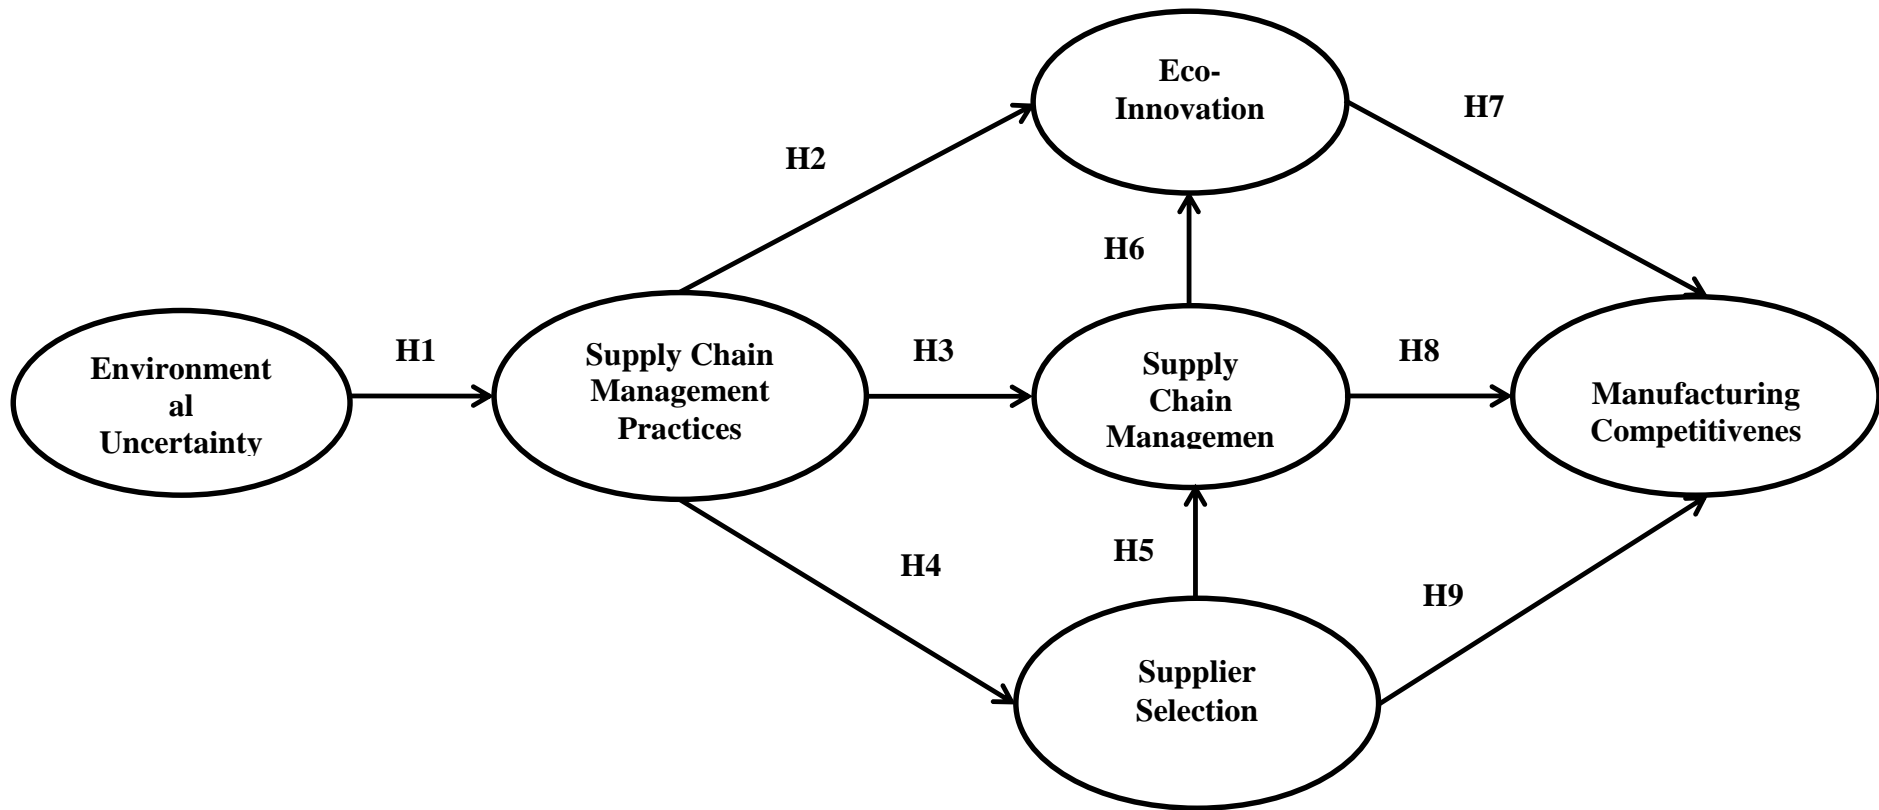 Eco-
Innovation
H7
H2
H6
Environment
al
Uncertainty
H1
Supply Chain
Management
Practices
H3
Supply
Chain
Managemen
H8
Manufacturing
Competitivenes
H4
H5
H9
Supplier
Selection